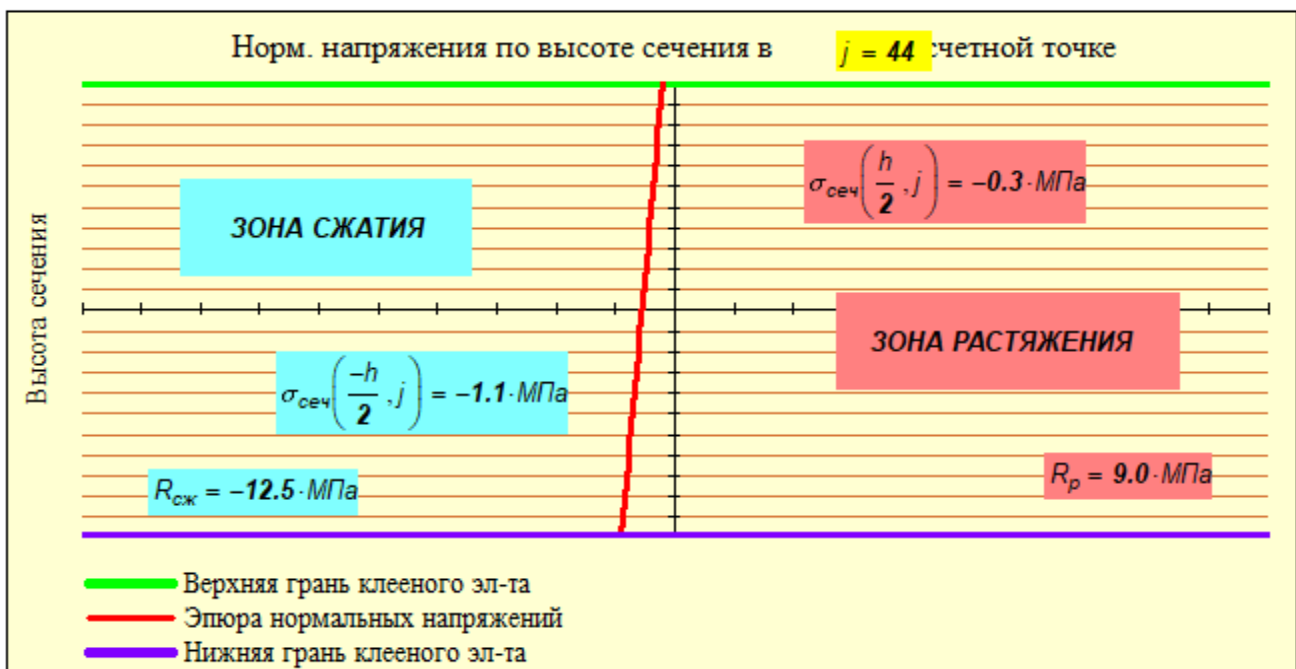 Норм. напряжения по высоте сечения в j = 44 счетной точке
σсеч(h/2, j) = −0.3·МПа
ЗОНА СЖАТИЯ
Высота сечения
ЗОНА РАСТЯЖЕНИЯ
σсеч(−h/2, j) = −1.1·МПа
Rсж = −12.5·МПа
Rр = 9.0·МПа
Верхняя грань клееного эл-та
Эпюра нормальных напряжений
Нижняя грань клееного эл-та